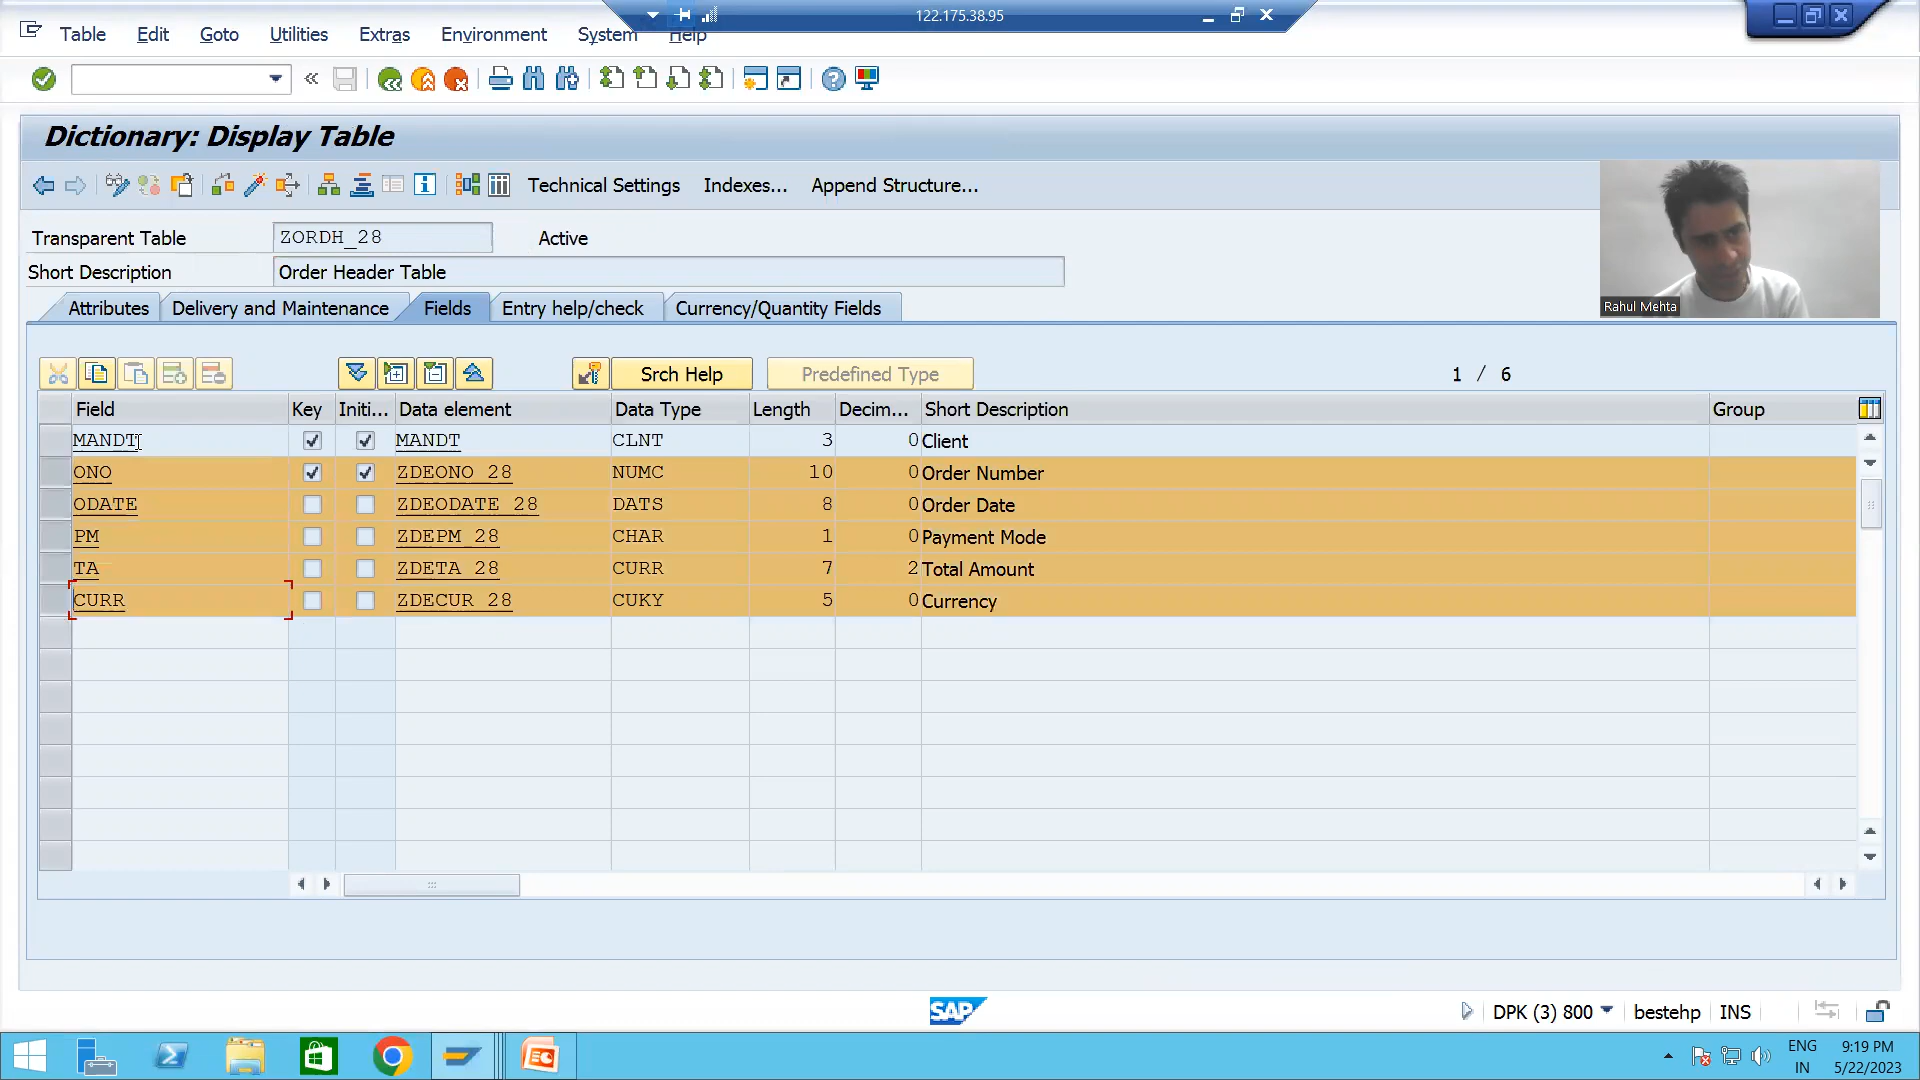 122.175.38.95
Table Edit Goto Utilities Extras Environment System Help
Dictionary: Display Table
Technical Settings Indexes... Append Structure...
Transparent Table ZORDH_28 Active
Short Description Order Header Table
Attributes Delivery and Maintenance Fields Entry help/check Currency/Quantity Fields
Srch Help Predefined Type 1 / 6
Field Key Initi... Data element Data Type Length Decim... Short Description Group
MANDT MANDT CLNT 3 0 Client
ONO ZDEONO_28 NUMC 10 0 Order Number
ODATE ZDEODATE_28 DATS 8 0 Order Date
PM ZDEPM_28 CHAR 1 0 Payment Mode
TA ZDETA_28 CURR 7 2 Total Amount
CURR ZDECUR_28 CUKY 5 0 Currency
Rahul Mehta
SAP DPK (3) 800 bestehp INS
ENG 9:19 PM
IN 5/22/2023